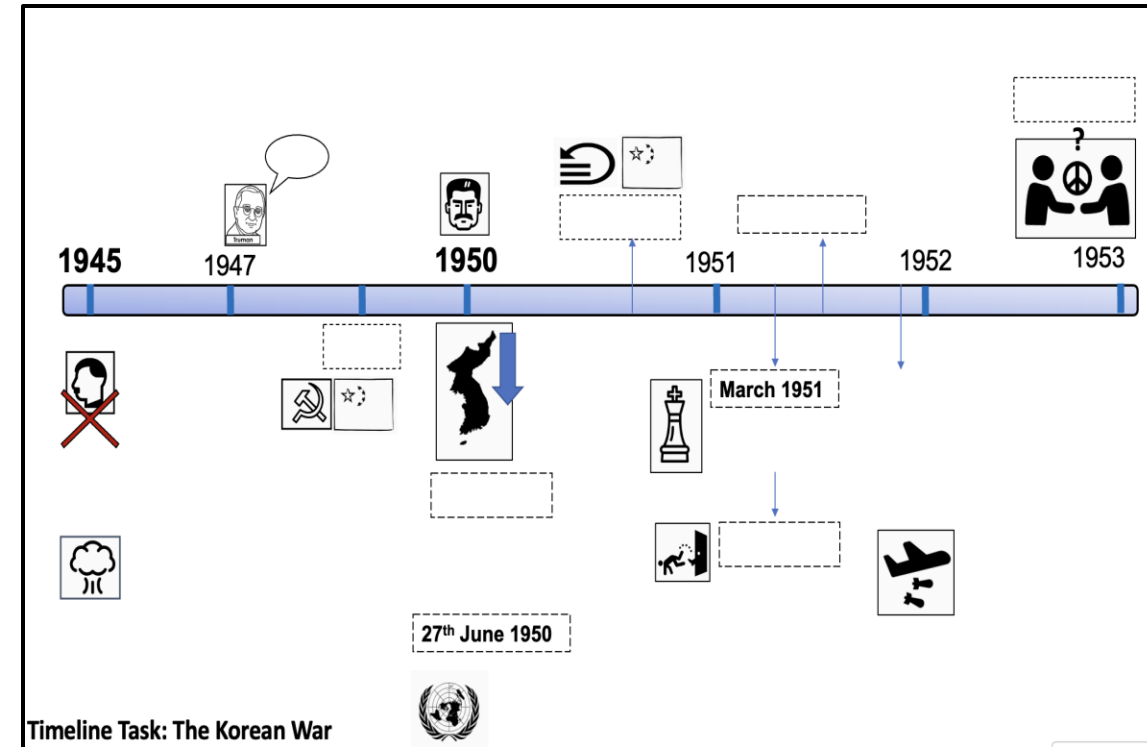 ?
Truman
1945
1947
1950
1951
1952
1953
March 1951
27th June 1950
Timeline Task: The Korean War